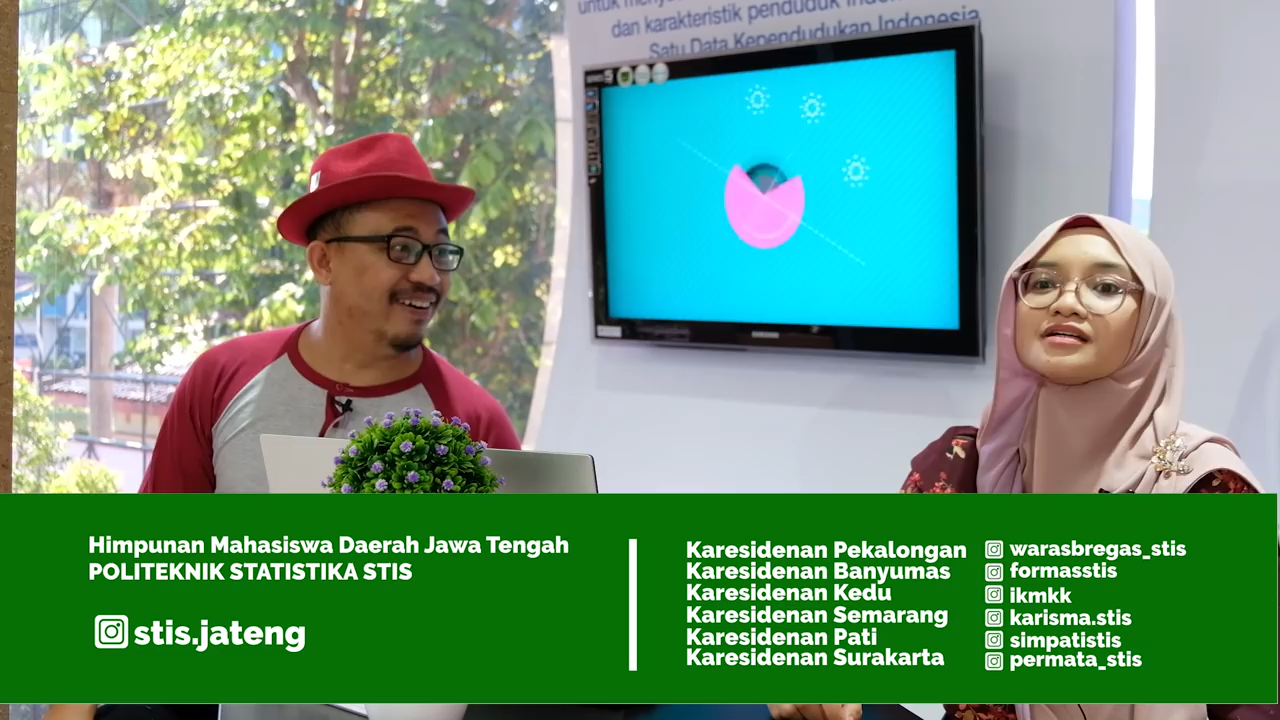 dan karakteristik penduduk
Satu Data Kependudukan Indonesia
Himpunan Mahasiswa Daerah Jawa Tengah
POLITEKNIK STATISTIKA STIS
stis.jateng
Karesidenan Pekalongan
Karesidenan Banyumas
Karesidenan Kedu
Karesidenan Semarang
Karesidenan Pati
Karesidenan Surakarta
warasbregas_stis
formasstis
ikmkk
karisma.stis
simpatistis
permata_stis